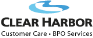 CLEAR HARBOR
Customer Care • BPO Services